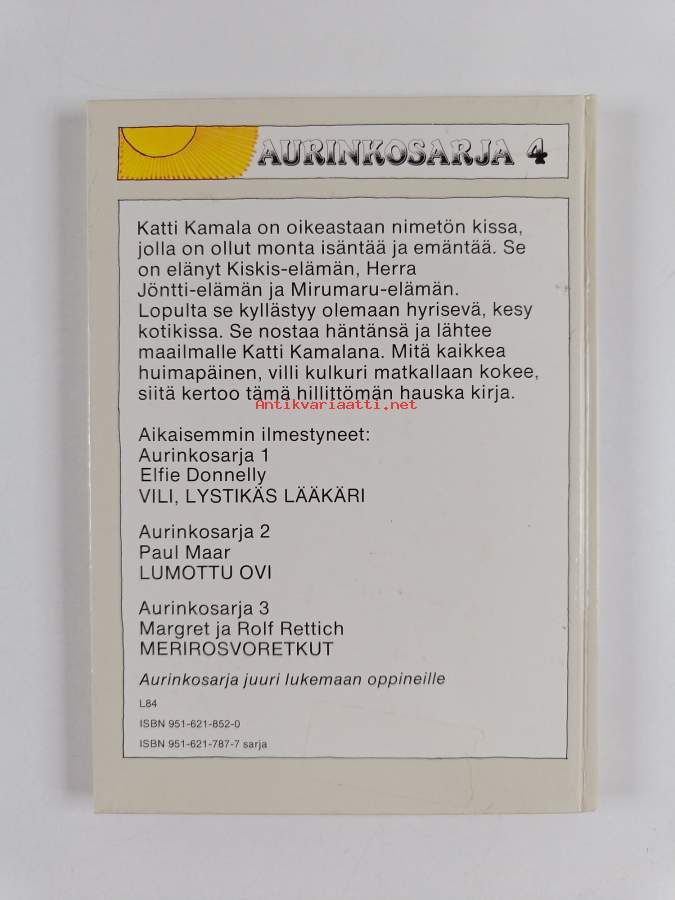 AURINKOSARJA 4
Katti Kamala on oikeastaan nimetön kissa,
jolla on ollut monta isäntää ja emäntää. Se
on elänyt Kiskis-elämän, Herra
Jöntti-elämän ja Mirumaru-elämän.
Lopulta se kyllästyy olemaan hyrisevä, kesy
kotikissa. Se nostaa häntänsä ja lähtee
maailmalle Katti Kamalana. Mitä kaikkea
huimapäinen, villi kulkuri matkallaan kokee,
siitä kertoo tämä hillittömän hauska kirja.
Antikvariaatti.net
Aikaisemmin ilmestyneet:
Aurinkosarja 1
Elfie Donnelly
VILI, LYSTIKÄS LÄÄKÄRI
Aurinkosarja 2
Paul Maar
LUMOTTU OVI
Aurinkosarja 3
Margret ja Rolf Rettich
MERIROSVORETKUT
Aurinkosarja juuri lukemaan oppineille
L84
ISBN 951-621-852-0
ISBN 951-621-787-7 sarja